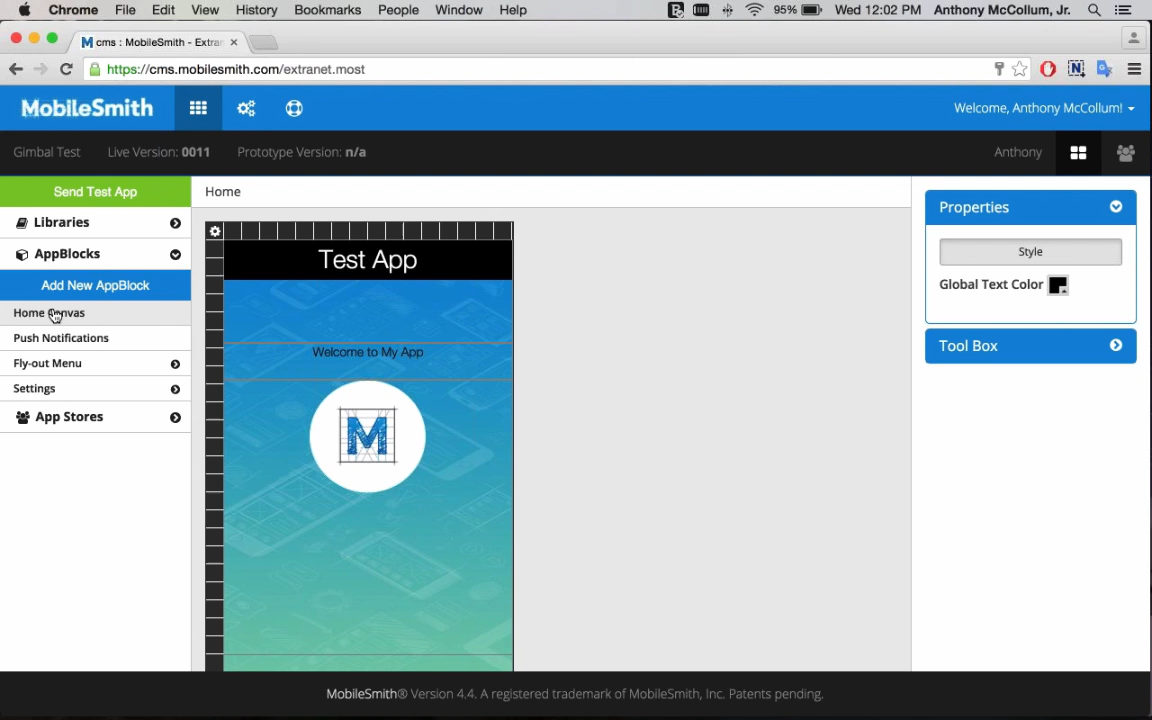 Chrome File Edit View History Bookmarks People Window Help 95% Wed 12:02 PM Anthony McCollum, Jr.
M cms : MobileSmith - Extra
https://cms.mobilesmith.com/extranet.most
MobileSmith Welcome, Anthony McCollum!
Gimbal Test Live Version: 0011 Prototype Version: n/a Anthony
Send Test App
Libraries
AppBlocks
Add New AppBlock
Home Canvas
Push Notifications
Fly-out Menu
Settings
App Stores
Home
Test App
Welcome to My App
M
Properties
Style
Global Text Color
Tool Box
MobileSmith® Version 4.4. A registered trademark of MobileSmith, Inc. Patents pending.